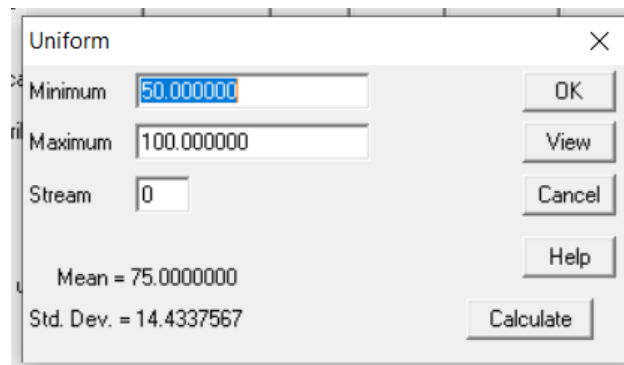 Uniform
Minimum 50.000000 OK
Maximum 100.000000 View
Stream 0 Cancel
Help
Mean = 75.0000000
Std. Dev. = 14.4337567 Calculate